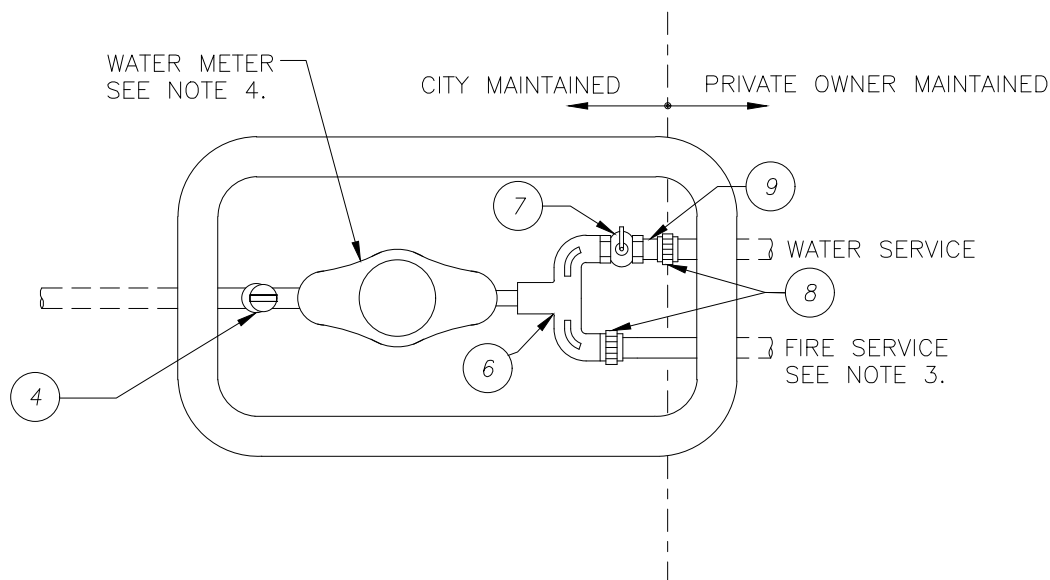 WATER METER
SEE NOTE 4.
CITY MAINTAINED
PRIVATE OWNER MAINTAINED
7
9
WATER SERVICE
8
FIRE SERVICE
SEE NOTE 3.
6
4